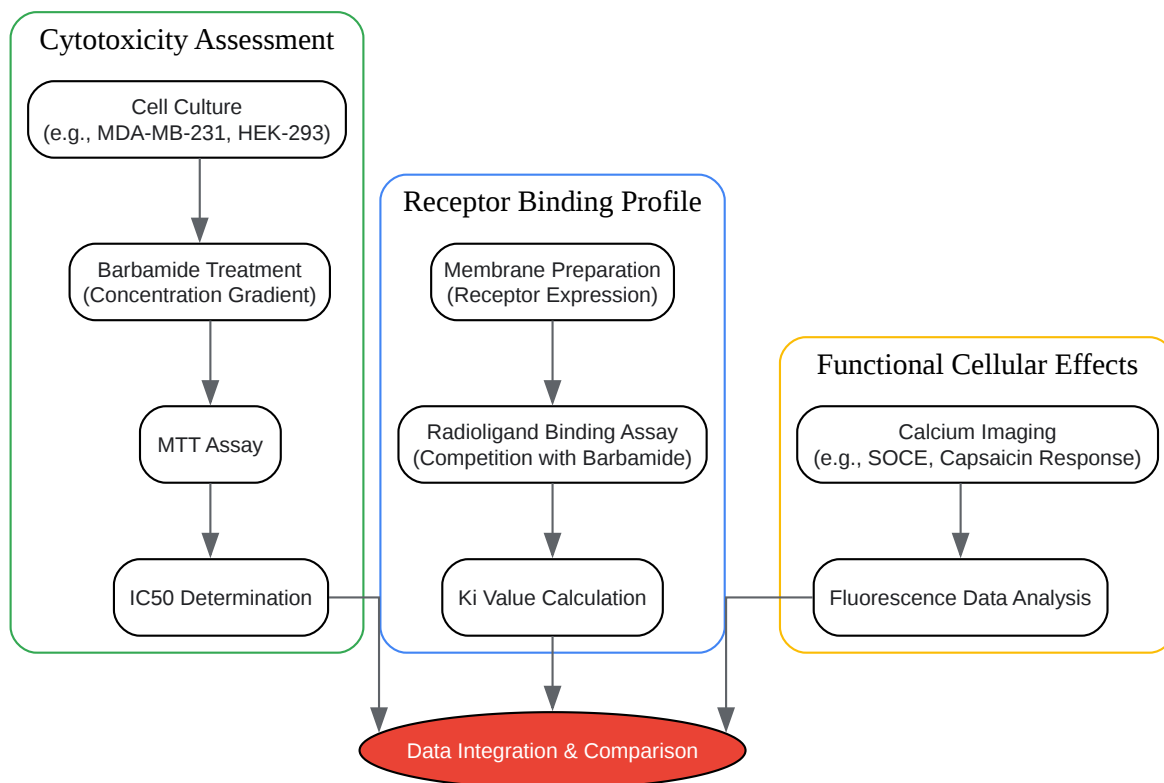 Cytotoxicity Assessment
Cell Culture
(e.g., MDA-MB-231, HEK-293)
Barbamide Treatment
(Concentration Gradient)
MTT Assay
IC50 Determination
Receptor Binding Profile
Membrane Preparation
(Receptor Expression)
Radioligand Binding Assay
(Competition with Barbamide)
Ki Value Calculation
Functional Cellular Effects
Calcium Imaging
(e.g., SOCE, Capsaicin Response)
Fluorescence Data Analysis
Data Integration & Comparison